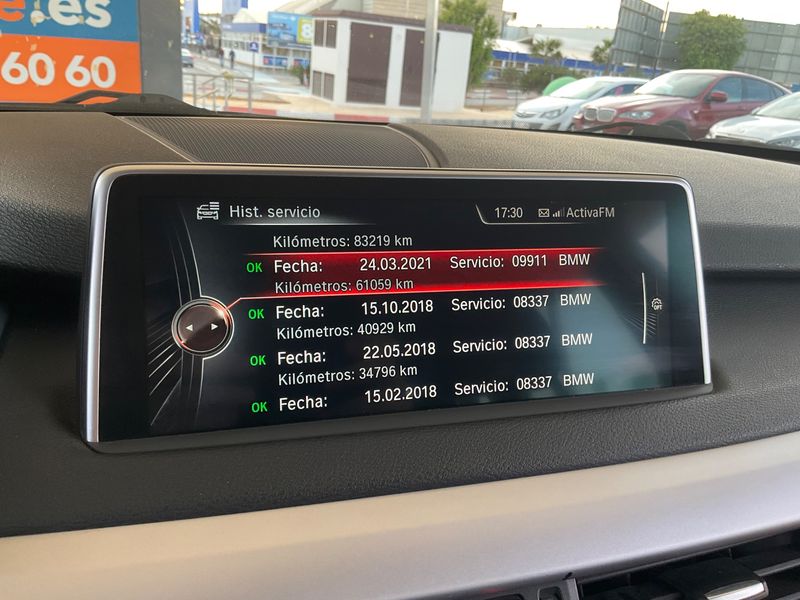 e.es
60 60
Hist. servicio 17:30 ActivaFM
Kilómetros: 83219 km
OK Fecha: 24.03.2021 Servicio: 09911 BMW
Kilómetros: 61059 km
OK Fecha: 15.10.2018 Servicio: 08337 BMW
Kilómetros: 40929 km
OK Fecha: 22.05.2018 Servicio: 08337 BMW
Kilómetros: 34796 km
OK Fecha: 15.02.2018 Servicio: 08337 BMW
OPT